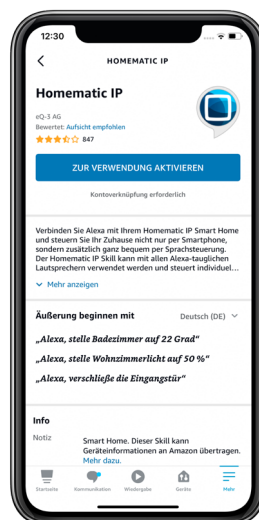 12:30
HOMEMATIC IP
Homematic IP
eQ-3 AG
Bewertet: Aufsicht empfohlen
847
ZUR VERWENDUNG AKTIVIEREN
Kontoverknüpfung erforderlich
Verbinden Sie Alexa mit Ihrem Homematic IP Smart Home
und steuern Sie Ihr Zuhause nicht nur per Smartphone,
sondern zusätzlich ganz bequem per Sprachsteuerung.
Der Homematic IP Skill kann mit allen Alexa-tauglichen
Lautsprechern verwendet werden und steuert individuel...
Mehr anzeigen
Äußerung beginnen mit Deutsch (DE)
„Alexa, stelle Badezimmer auf 22 Grad“
„Alexa, stelle Wohnzimmerlicht auf 50 %“
„Alexa, verschließe die Eingangstür“
Info
Notiz Smart Home. Dieser Skill kann
Geräteinformationen an Amazon übertragen.
Mehr dazu.
Startseite Kommunikation Wiedergabe Geräte Mehr